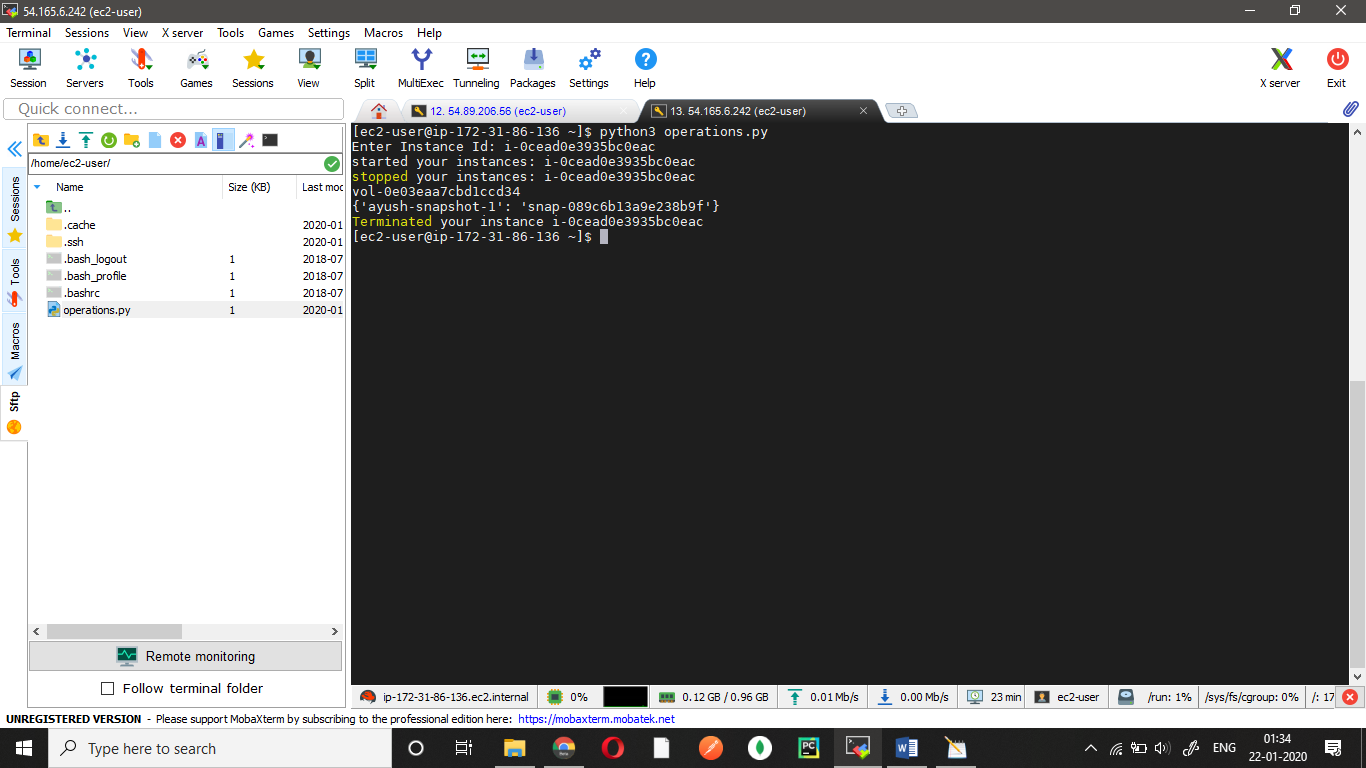 54.165.6.242 (ec2-user)
Terminal Sessions View X server Tools Games Settings Macros Help
Session Servers Tools Games Sessions View Split MultiExec Tunneling Packages Settings Help X server Exit
Quick connect...
12. 54.89.206.56 (ec2-user)
13. 54.165.6.242 (ec2-user)
/home/ec2-user/
Name Size (KB) Last mod
..
.cache 2020-01
.ssh 2020-01
.bash_logout 1 2018-07
.bash_profile 1 2018-07
.bashrc 1 2018-07
operations.py 1 2020-01
Sessions
Tools
Macros
Sftp
Remote monitoring
Follow terminal folder
[ec2-user@ip-172-31-86-136 ~]$ python3 operations.py
Enter Instance Id: i-0cead0e3935bc0eac
started your instances: i-0cead0e3935bc0eac
stopped your instances: i-0cead0e3935bc0eac
vol-0e03eaa7cbd1ccd34
{'ayush-snapshot-1': 'snap-089c6b13a9e238b9f'}
Terminated your instance i-0cead0e3935bc0eac
[ec2-user@ip-172-31-86-136 ~]$
ip-172-31-86-136.ec2.internal 0% 0.12 GB / 0.96 GB 0.01 Mb/s 0.00 Mb/s 23 min ec2-user /run: 1% /sys/fs/cgroup: 0% /: 17
UNREGISTERED VERSION - Please support MobaXterm by subscribing to the professional edition here: https://mobaxterm.mobatek.net
Type here to search
ENG
01:34
22-01-2020